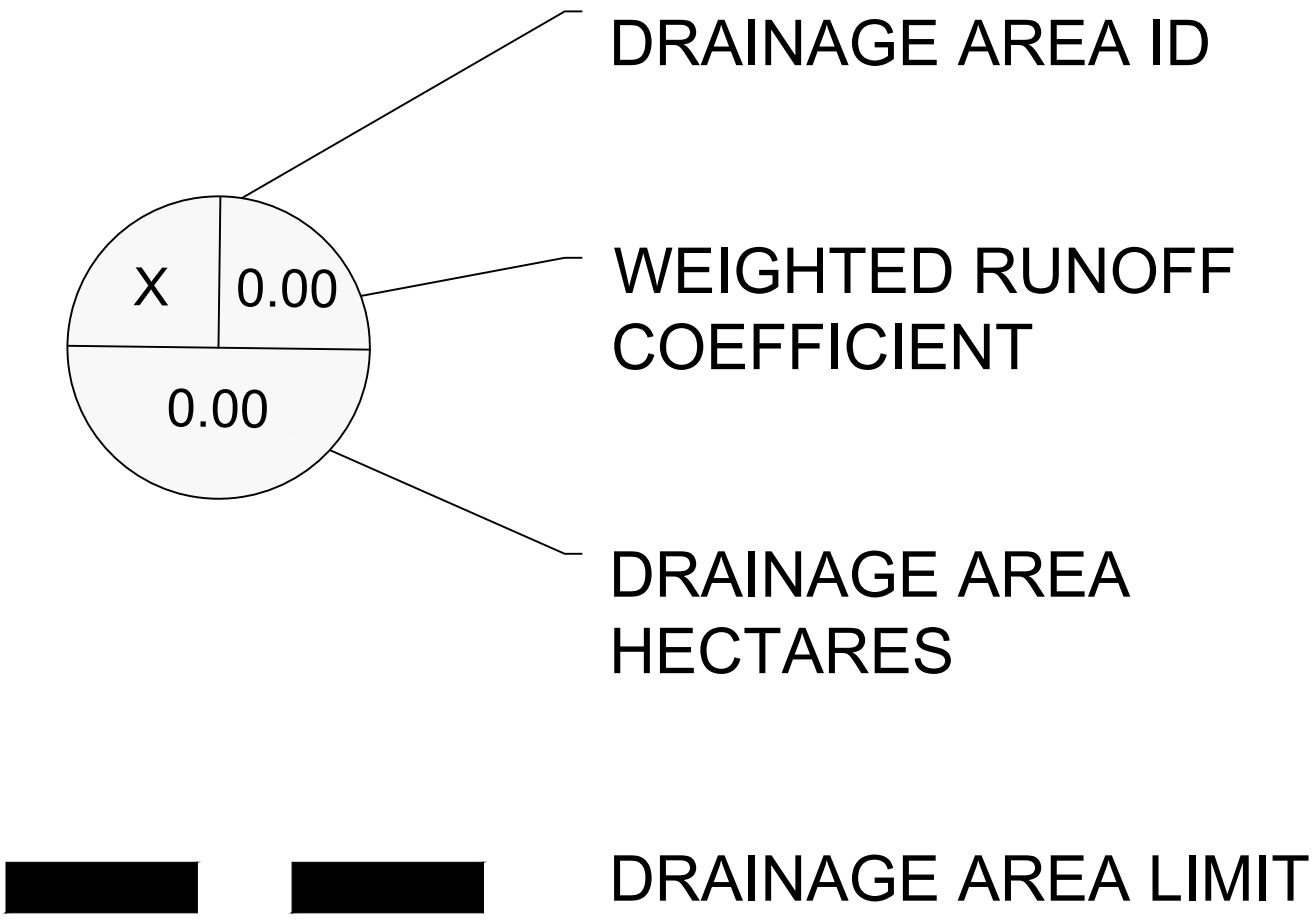 DRAINAGE AREA ID
X
0.00
WEIGHTED RUNOFF
COEFFICIENT
0.00
DRAINAGE AREA
HECTARES
DRAINAGE AREA LIMIT